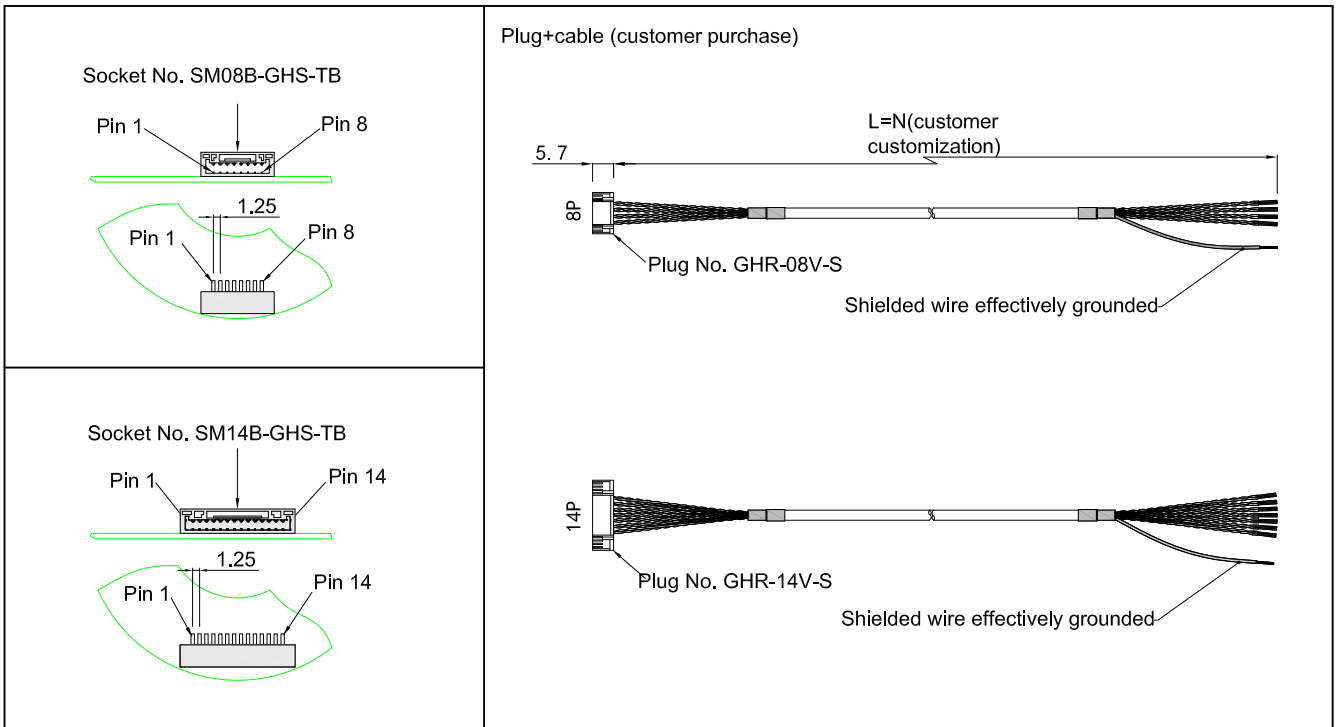 Socket No. SM08B-GHS-TB
Pin 1
Pin 8
1.25
Pin 1
Pin 8
Socket No. SM14B-GHS-TB
Pin 1
Pin 14
1.25
Pin 1
Pin 14
Plug+cable (customer purchase)
L=N(customer
customization)
5. 7
8P
Plug No. GHR-08V-S
Shielded wire effectively grounded
14P
Plug No. GHR-14V-S
Shielded wire effectively grounded